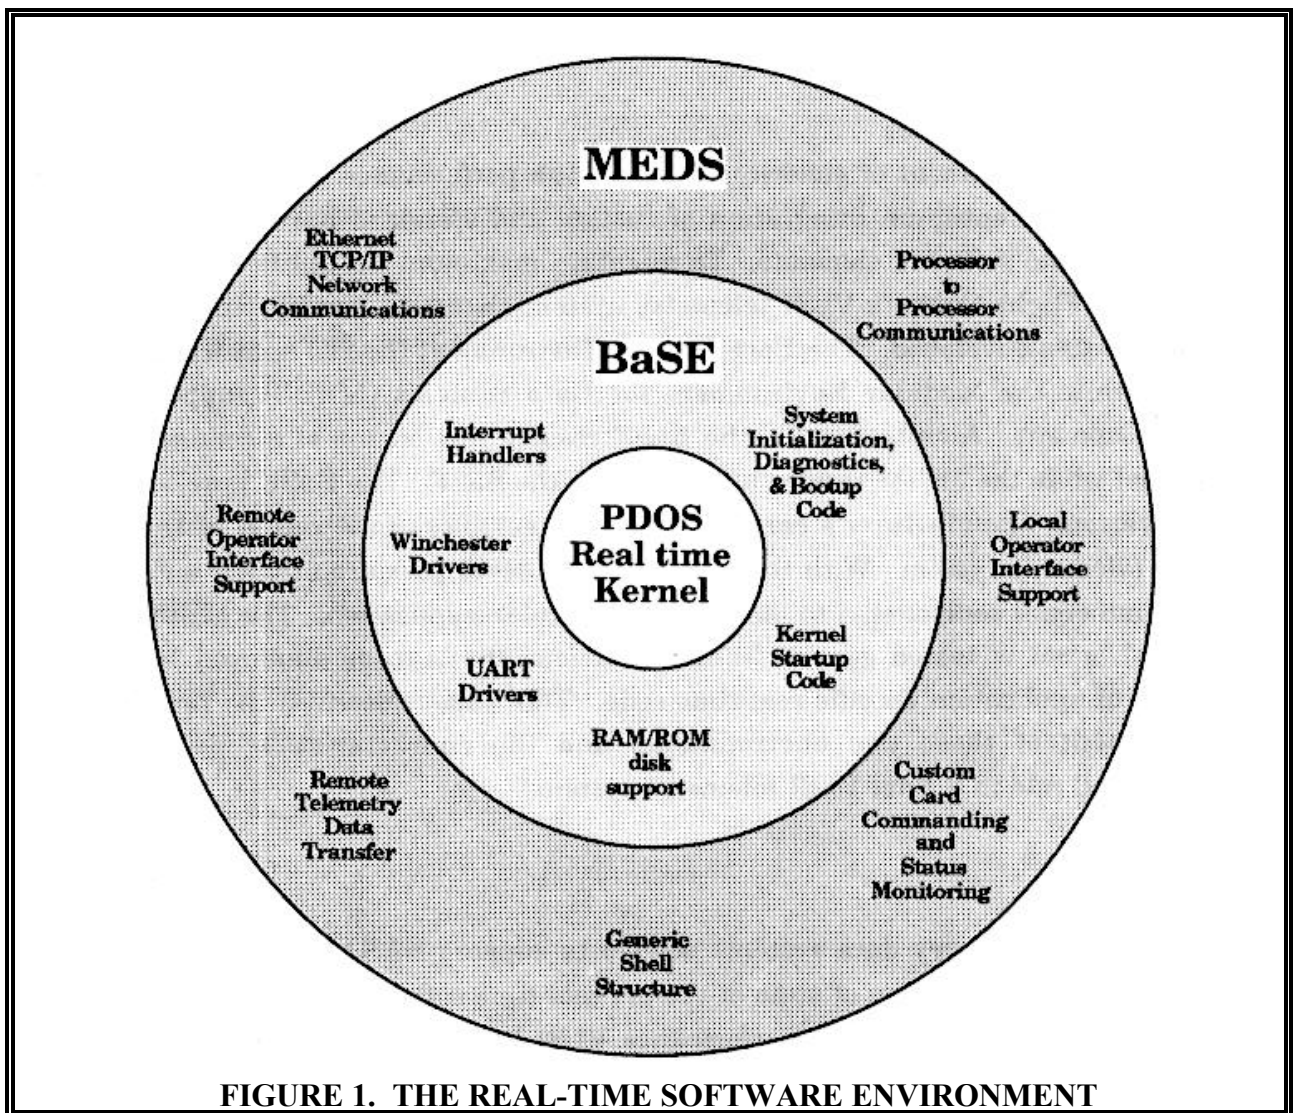 MEDS
Ethernet
TCP/IP
Network
Communications
Processor
to
Processor
Communications
BaSE
Interrupt
Handlers
System
Initialization,
Diagnostics,
& Bootup
Code
Remote
Operator
Interface
Support
Winchester
Drivers
PDOS
Real time
Kernel
Local
Operator
Interface
Support
UART
Drivers
Kernel
Startup
Code
RAM/ROM
disk
support
Remote
Telemetry
Data
Transfer
Custom
Card
Commanding
and
Status
Monitoring
Generic
Shell
Structure
FIGURE 1. THE REAL-TIME SOFTWARE ENVIRONMENT